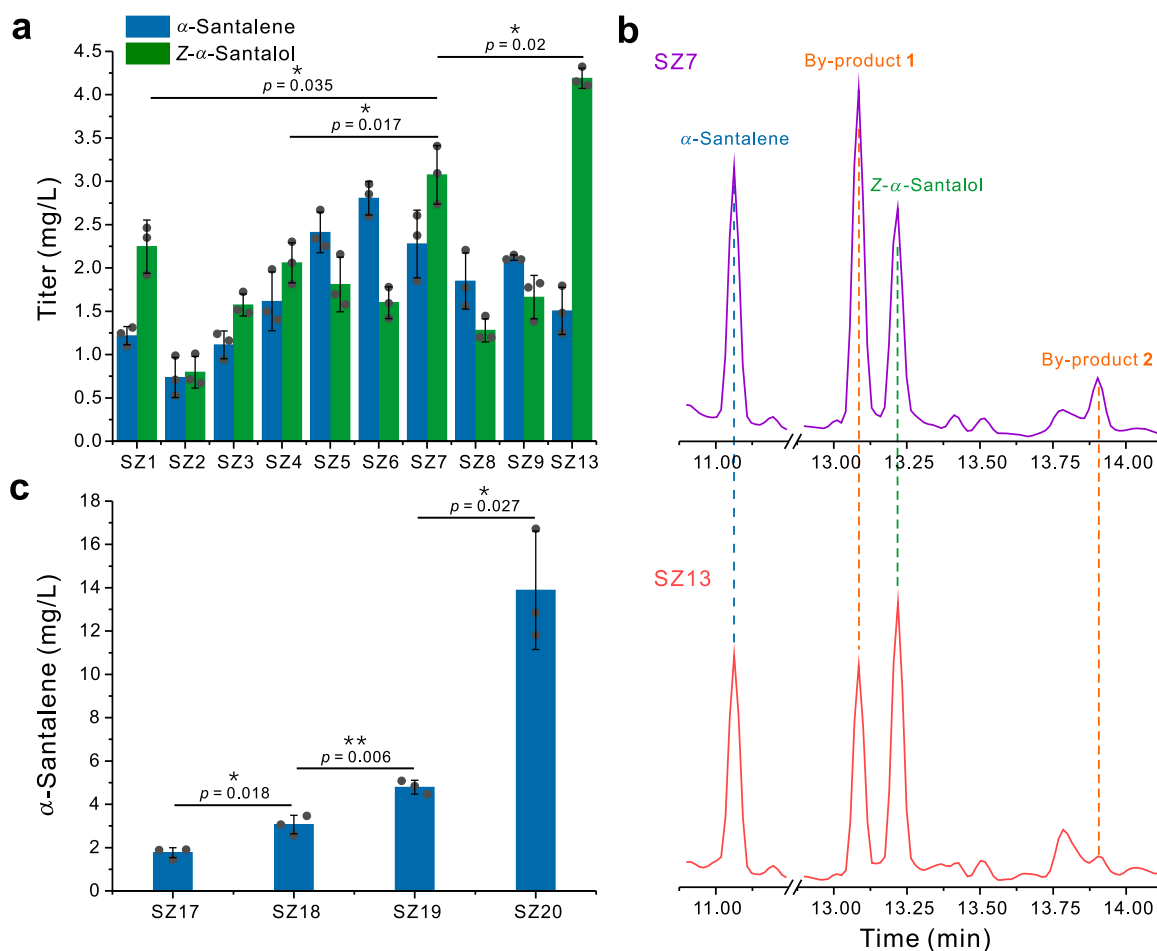 a
α-Santalene
Z-α-Santalol
*
p = 0.02
*
p = 0.035
*
p = 0.017
Titer (mg/L)
4.5
4.0
3.5
3.0
2.5
2.0
1.5
1.0
0.5
0.0
SZ1 SZ2 SZ3 SZ4 SZ5 SZ6 SZ7 SZ8 SZ9 SZ13
b
SZ7
By-product 1
α-Santalene
Z-α-Santalol
By-product 2
11.00 13.00 13.25 13.50 13.75 14.00
SZ13
11.00 13.00 13.25 13.50 13.75 14.00
Time (min)
c
*
p = 0.027
**
p = 0.006
*
p = 0.018
α-Santalene (mg/L)
18
16
14
12
10
8
6
4
2
0
SZ17 SZ18 SZ19 SZ20